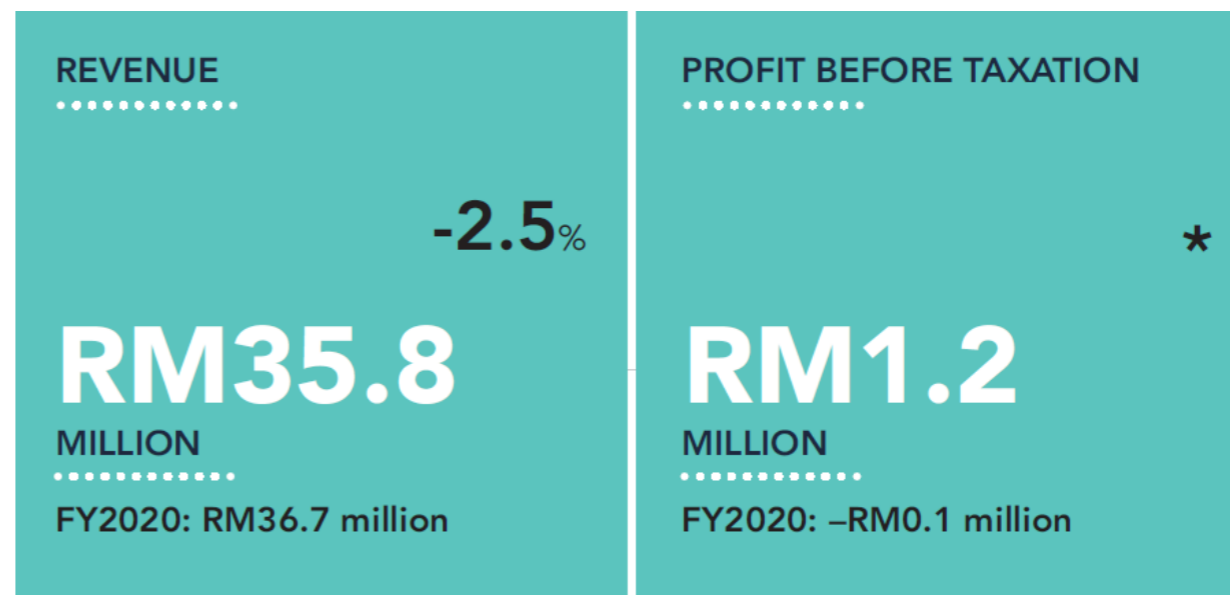 REVENUE
-2.5%
RM35.8
MILLION
FY2020: RM36.7 million
PROFIT BEFORE TAXATION
*
RM1.2
MILLION
FY2020: –RM0.1 million